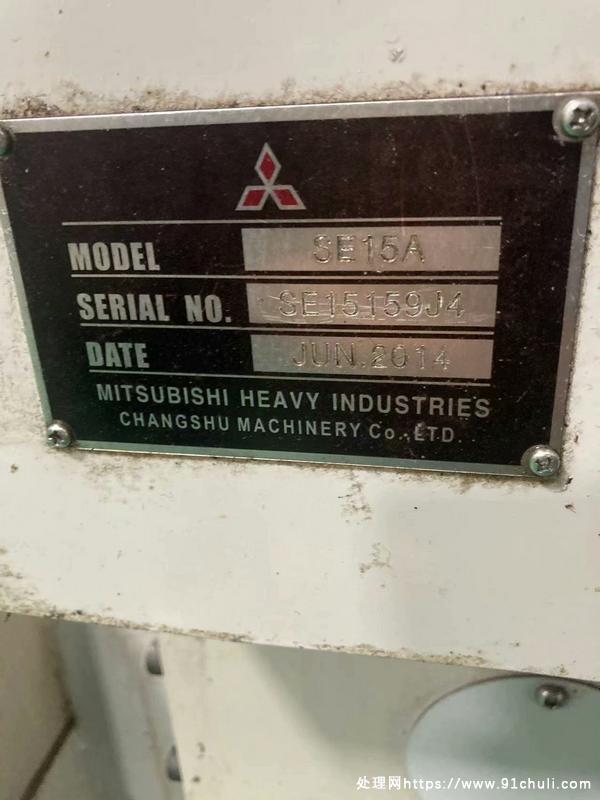 MODEL SE15A
SERIAL NO. SE15159J4
DATE JUN.2014
MITSUBISHI HEAVY INDUSTRIES
CHANGSHU MACHINERY Co.,LTD
处理网https://www.91chuli.com